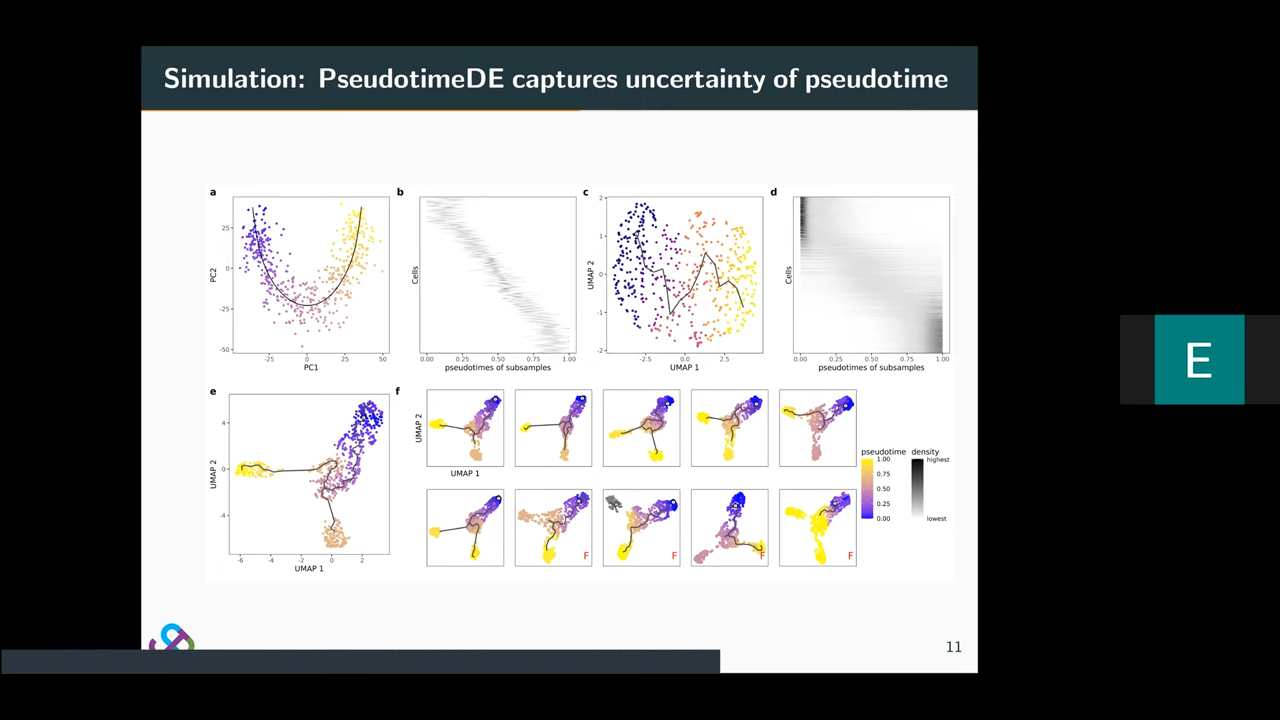 Simulation: PseudotimeDE captures uncertainty of pseudotime
a
25
0
-25
-50
PC2
-25
0
25
50
PC1
b
Cells
0.00
0.25
0.50
0.75
1.00
pseudotimes of subsamples
c
2
1
0
-1
-2
UMAP 2
-2.5
0.0
2.5
UMAP 1
d
Cells
0.00
0.25
0.50
0.75
1.00
pseudotimes of subsamples
e
4
0
-4
UMAP 2
-6
-4
-2
0
2
UMAP 1
f
UMAP 2
UMAP 1
F
F
F
F
pseudotime
1.00
0.75
0.50
0.25
0.00
density
highest
lowest
11
E